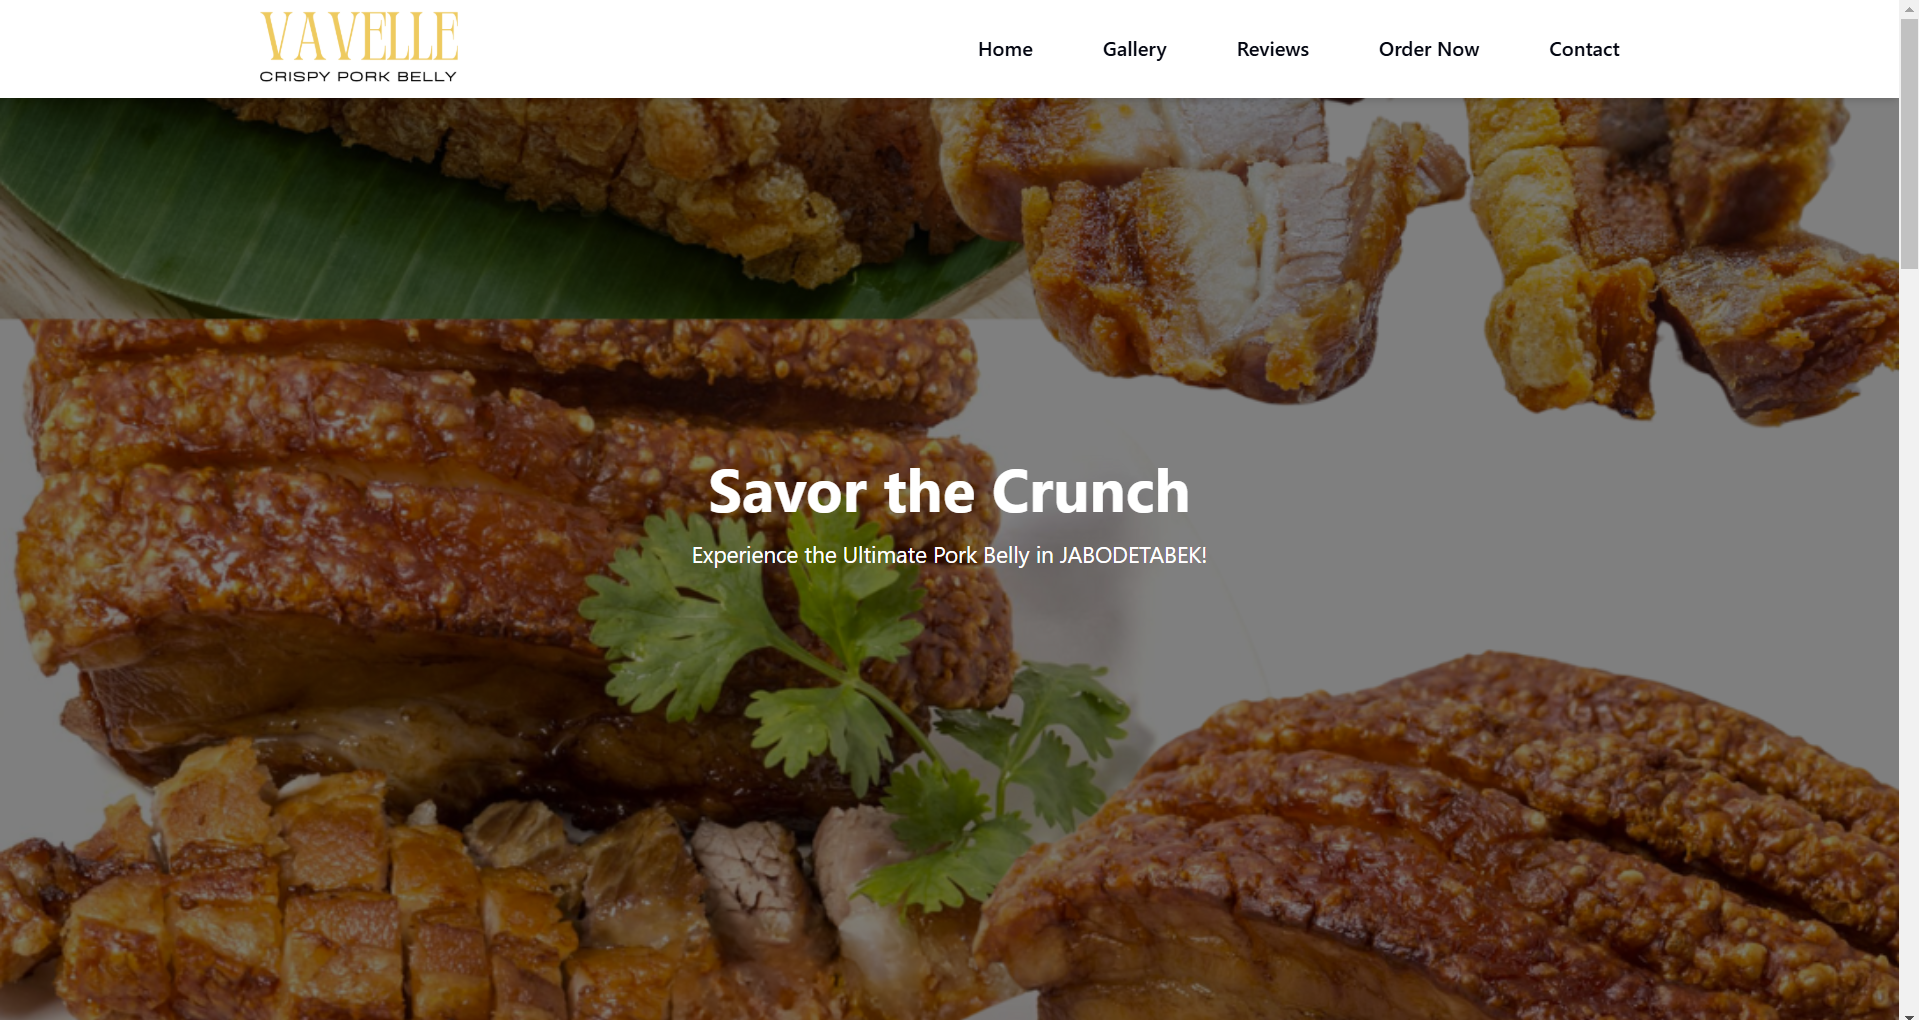 VAVELLE
CRISPY PORK BELLY
Home
Gallery
Reviews
Order Now
Contact
Savor the Crunch
Experience the Ultimate Pork Belly in JABODETABEK!